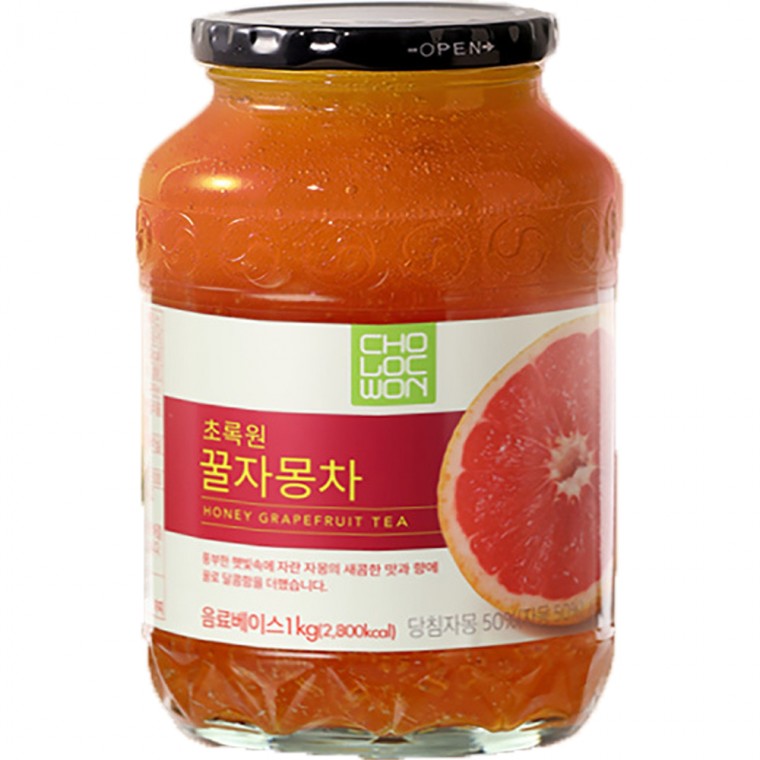 OPEN
CHO
LOC
WON
초록원
꿀자몽차
HONEY GRAPEFRUIT TEA
풍부한 햇빛속에 자란 자몽의 새콤한 맛과 향에
꿀로 달콤함을 더했습니다.
음료베이스1kg(2,800kcal) 당침자몽 50%(자몽 50%)